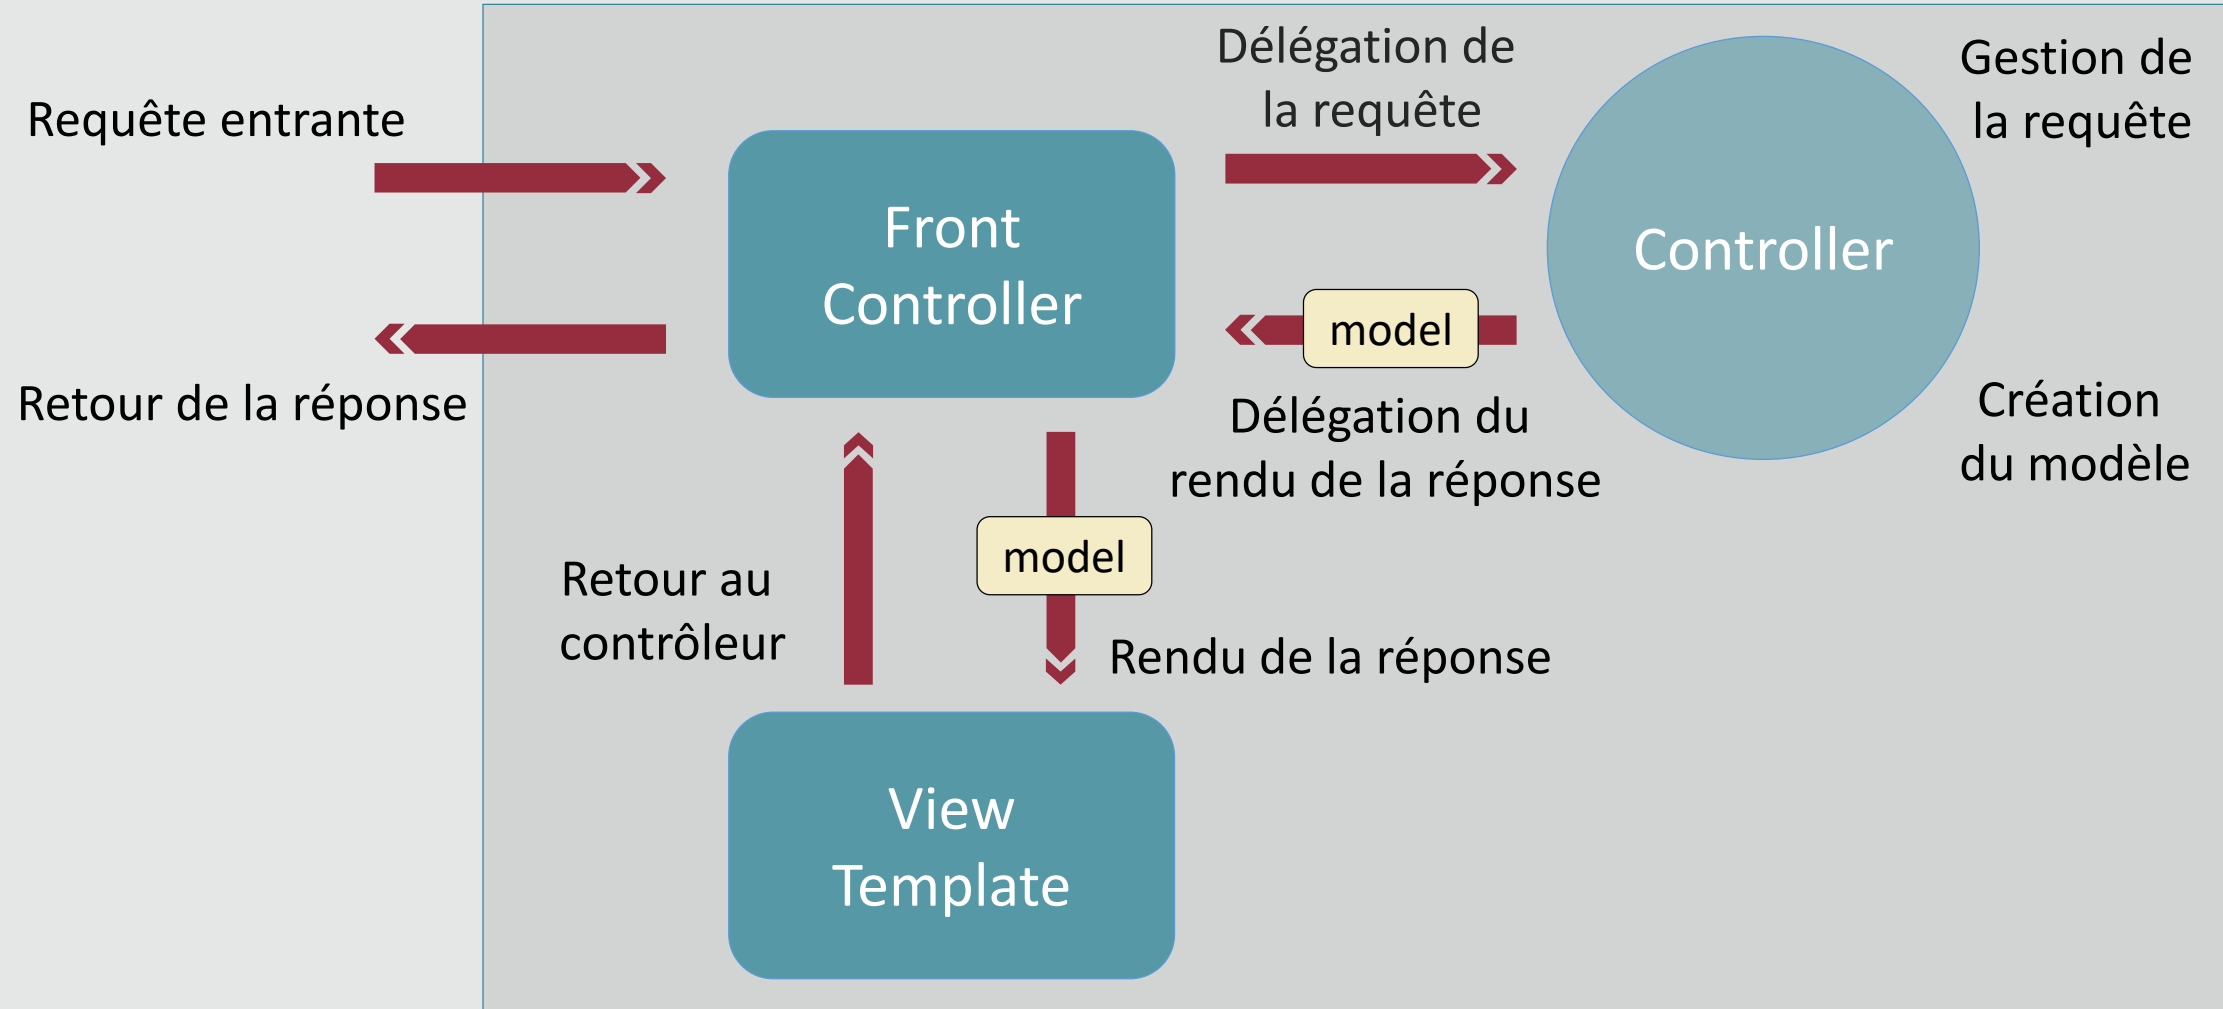 Requête entrante
Retour de la réponse
Front
Controller
Délégation de
la requête
model
Délégation du
rendu de la réponse
Controller
Gestion de
la requête
Création
du modèle
Retour au
contrôleur
model
Rendu de la réponse
View
Template